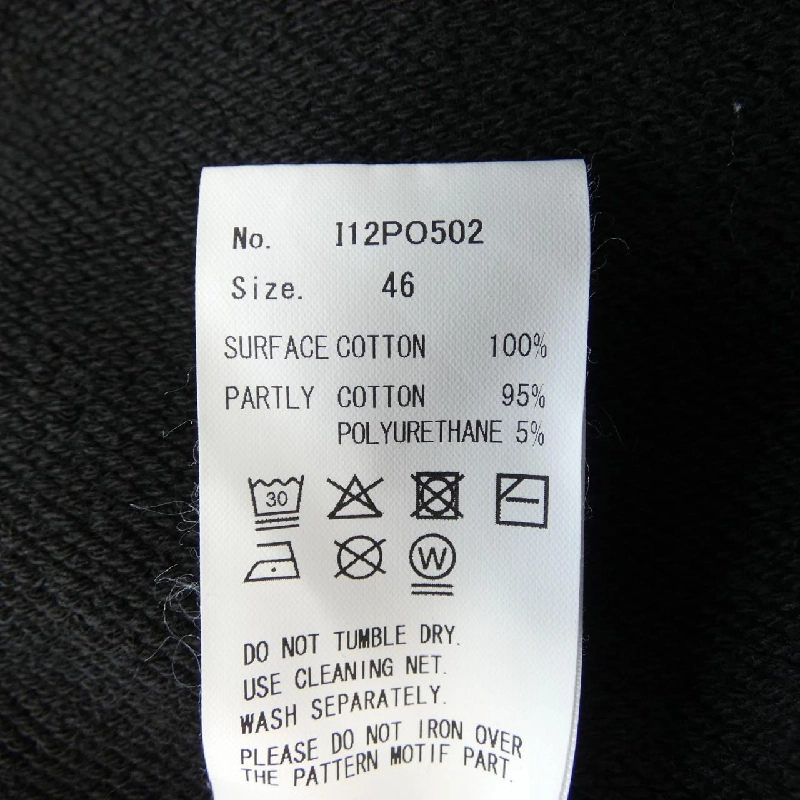 No. I12PO502
Size. 46
SURFACE COTTON 100%
PARTLY COTTON 95%
POLYURETHANE 5%
30
W
DO NOT TUMBLE DRY.
USE CLEANING NET.
WASH SEPARATELY.
PLEASE DO NOT IRON OVER
THE PATTERN MOTIF PART.